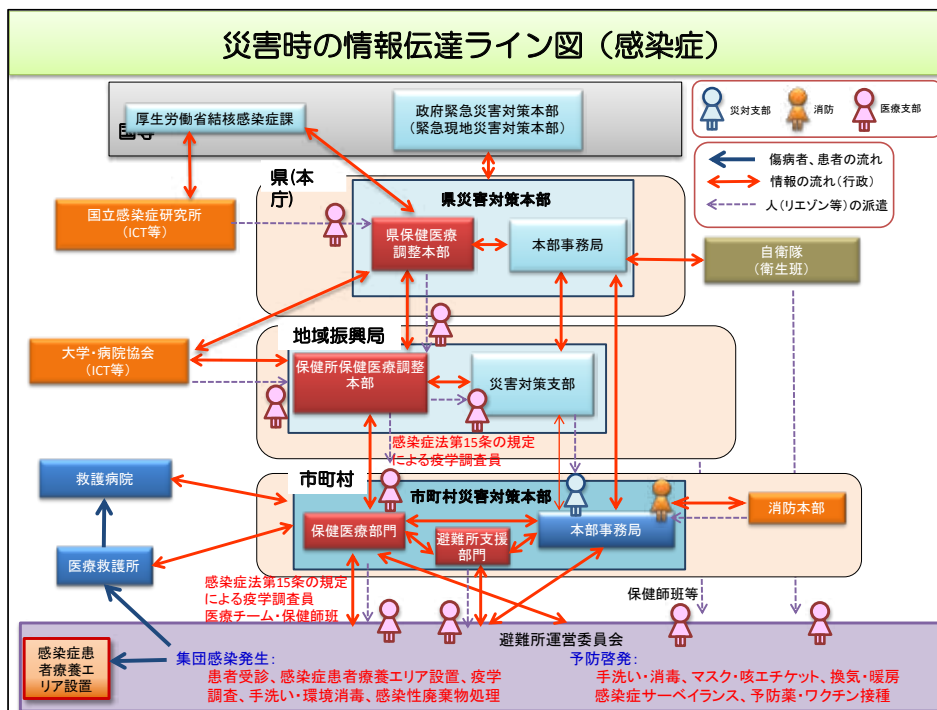 災害時の情報伝達ライン図（感染症）
厚生労働省結核感染症課
政府緊急災害対策本部
（緊急現地災害対策本部）
災対支部
消防
医療支部
傷病者、患者の流れ
情報の流れ（行政）
人（リエゾン等）の派遣
県(本
庁)
県災害対策本部
国立感染症研究所
（ICT等）
県保健医療
調整本部
本部事務局
自衛隊
（衛生班）
地域振興局
大学・病院協会
（ICT等）
保健所保健医療調整
本部
災害対策支部
感染症法第15条の規定
による疫学調査員
市町村
市町村災害対策本部
救護病院
保健医療部門
避難所支援
部門
本部事務局
消防本部
医療救護所
感染症法第15条の規定
による疫学調査員
医療チーム・保健師班
保健師班等
避難所運営委員会
感染症患
者療養エ
リア設置
集団感染発生：
患者受診、感染症患者療養エリア設置、疫学
調査、手洗い・環境消毒、感染性廃棄物処理
予防啓発：
手洗い・消毒、マスク・咳エチケット、換気・暖房
感染症サーベイランス、予防薬・ワクチン接種